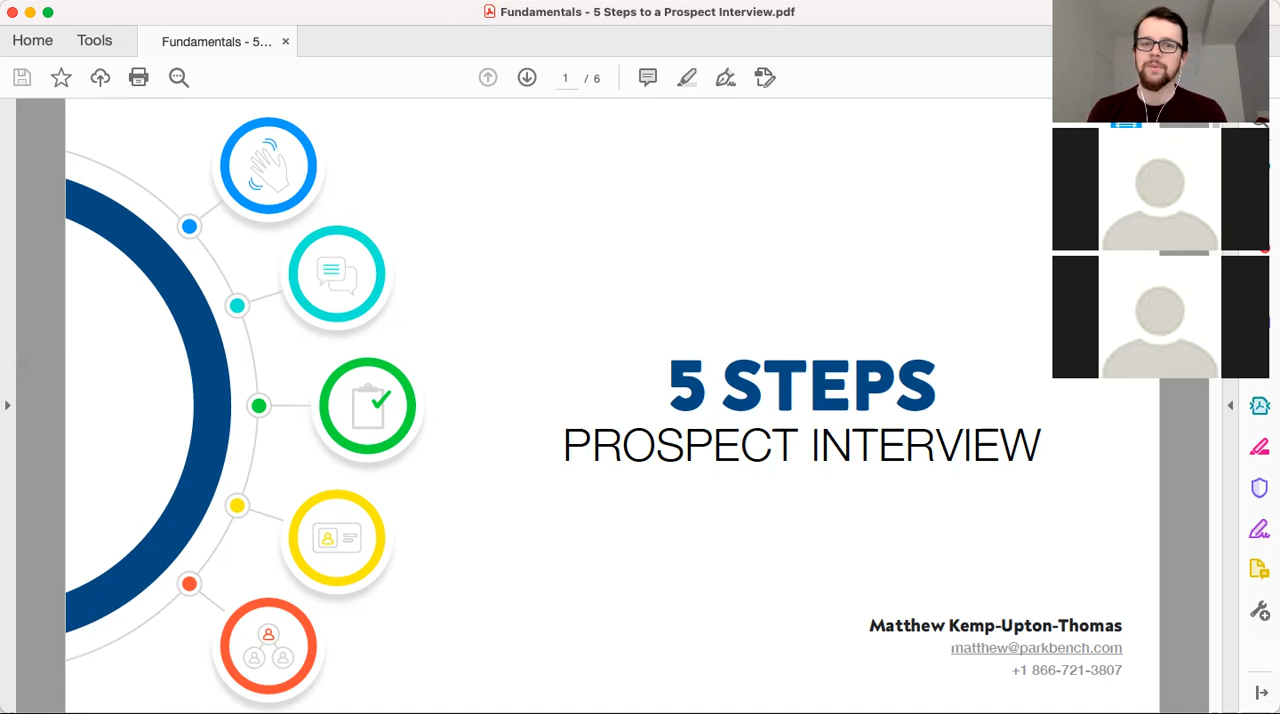 Fundamentals - 5 Steps to a Prospect Interview.pdf
Home Tools Fundamentals - 5... ×
1 / 6
5 STEPS
PROSPECT INTERVIEW
Matthew Kemp-Upton-Thomas
matthew@parkbench.com
+1 866-721-3807